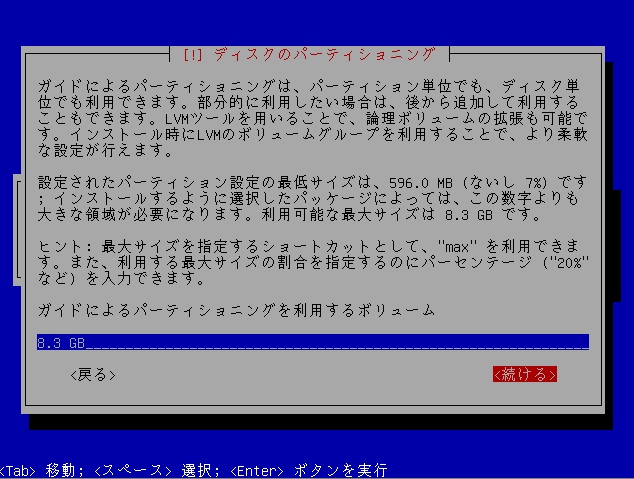 [!] ディスクのパーティショニング
ガイドによるパーティショニングは、パーティション単位でも、ディスク単
位でも利用できます。部分的に利用したい場合は、後から追加して利用する
こともできます。LVMツールを用いることで、論理ボリュームの拡張も可能で
す。インストール時にLVMのボリュームグループを利用することで、より柔軟
な設定が行えます。
設定されたパーティション設定の最低サイズは、596.0 MB (ないし 7%) です
; インストールするように選択したパッケージによっては、この数字よりも
大きな領域が必要になります。利用可能な最大サイズは 8.3 GB です。
ヒント: 最大サイズを指定するショートカットとして、"max" を利用できま
す。また、利用する最大サイズの割合を指定するのにパーセンテージ ("20%"
など) を入力できます。
ガイドによるパーティショニングを利用するボリューム
8.3 GB
<戻る> <続ける>
<Tab> 移動; <スペース> 選択; <Enter> ボタンを実行